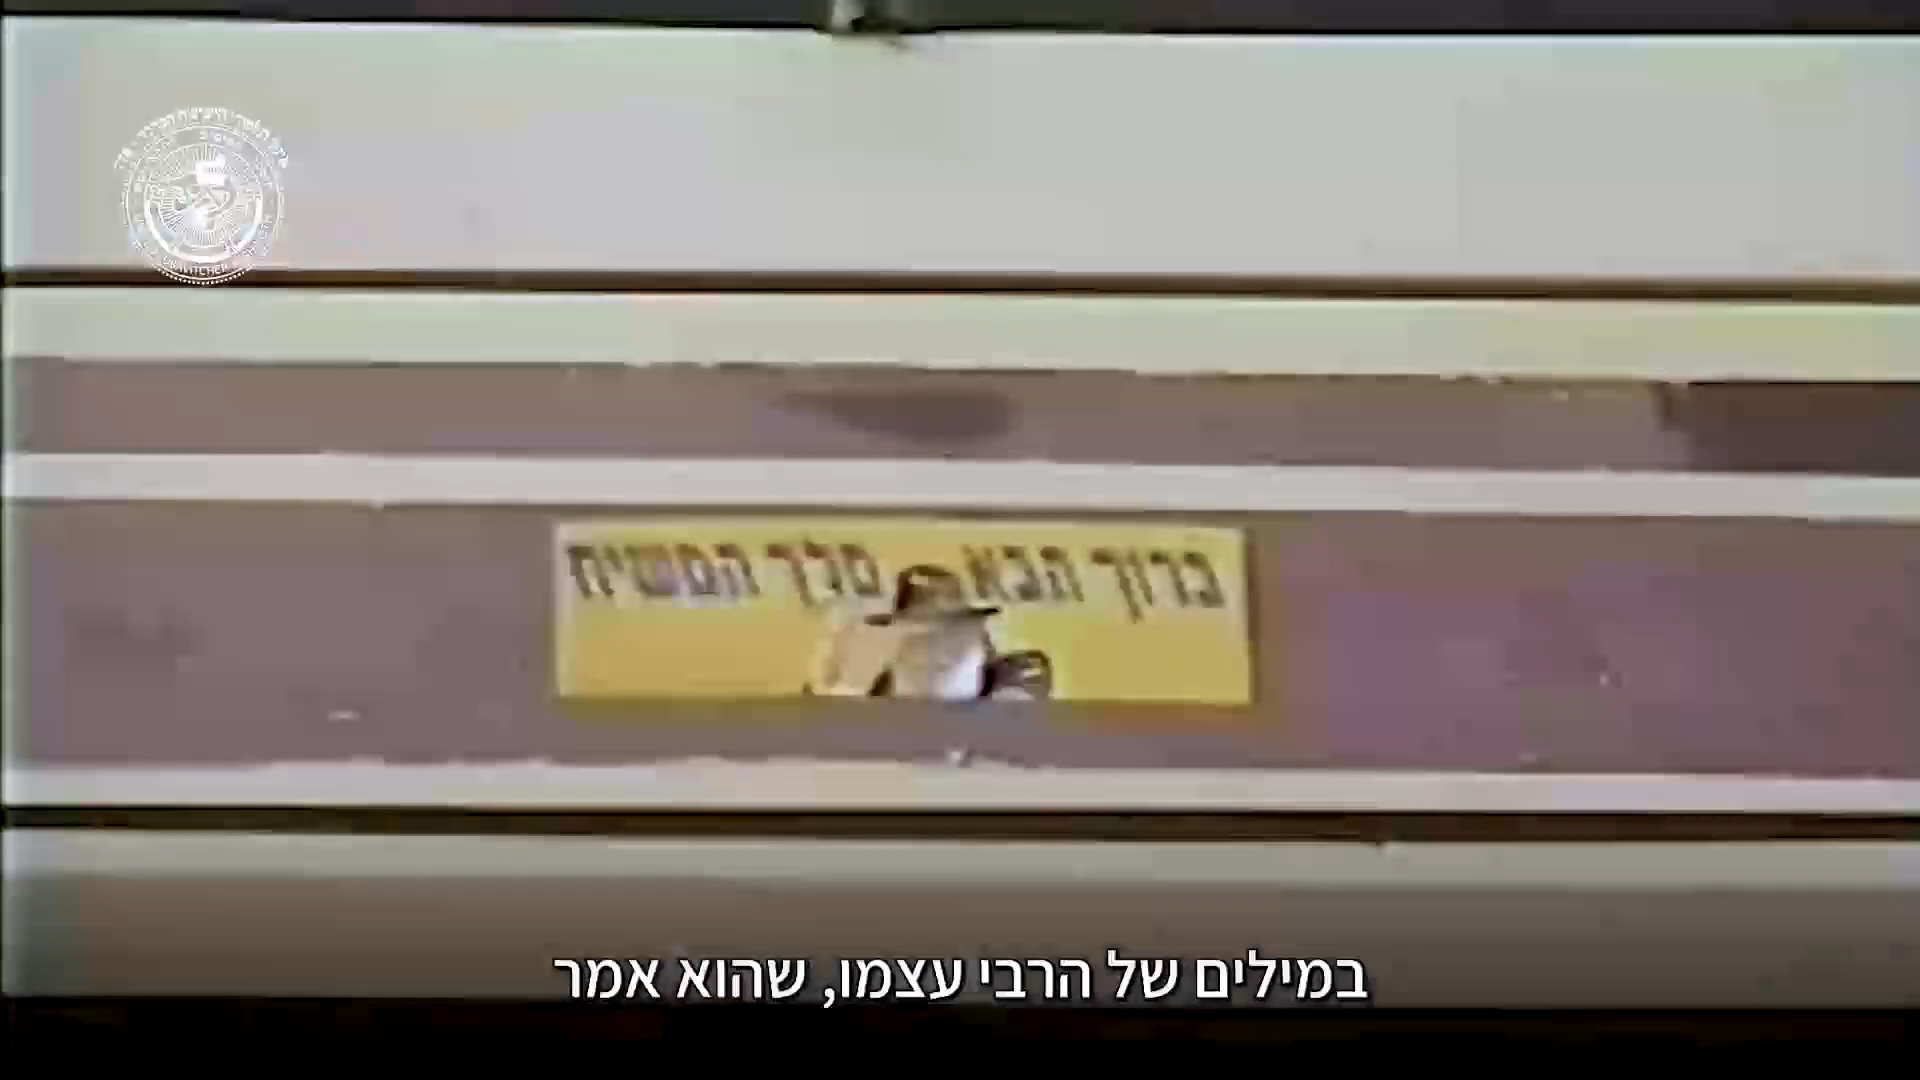 ברוך הבא מלך המשיח
במילים של הרבי עצמו, שהוא אמר